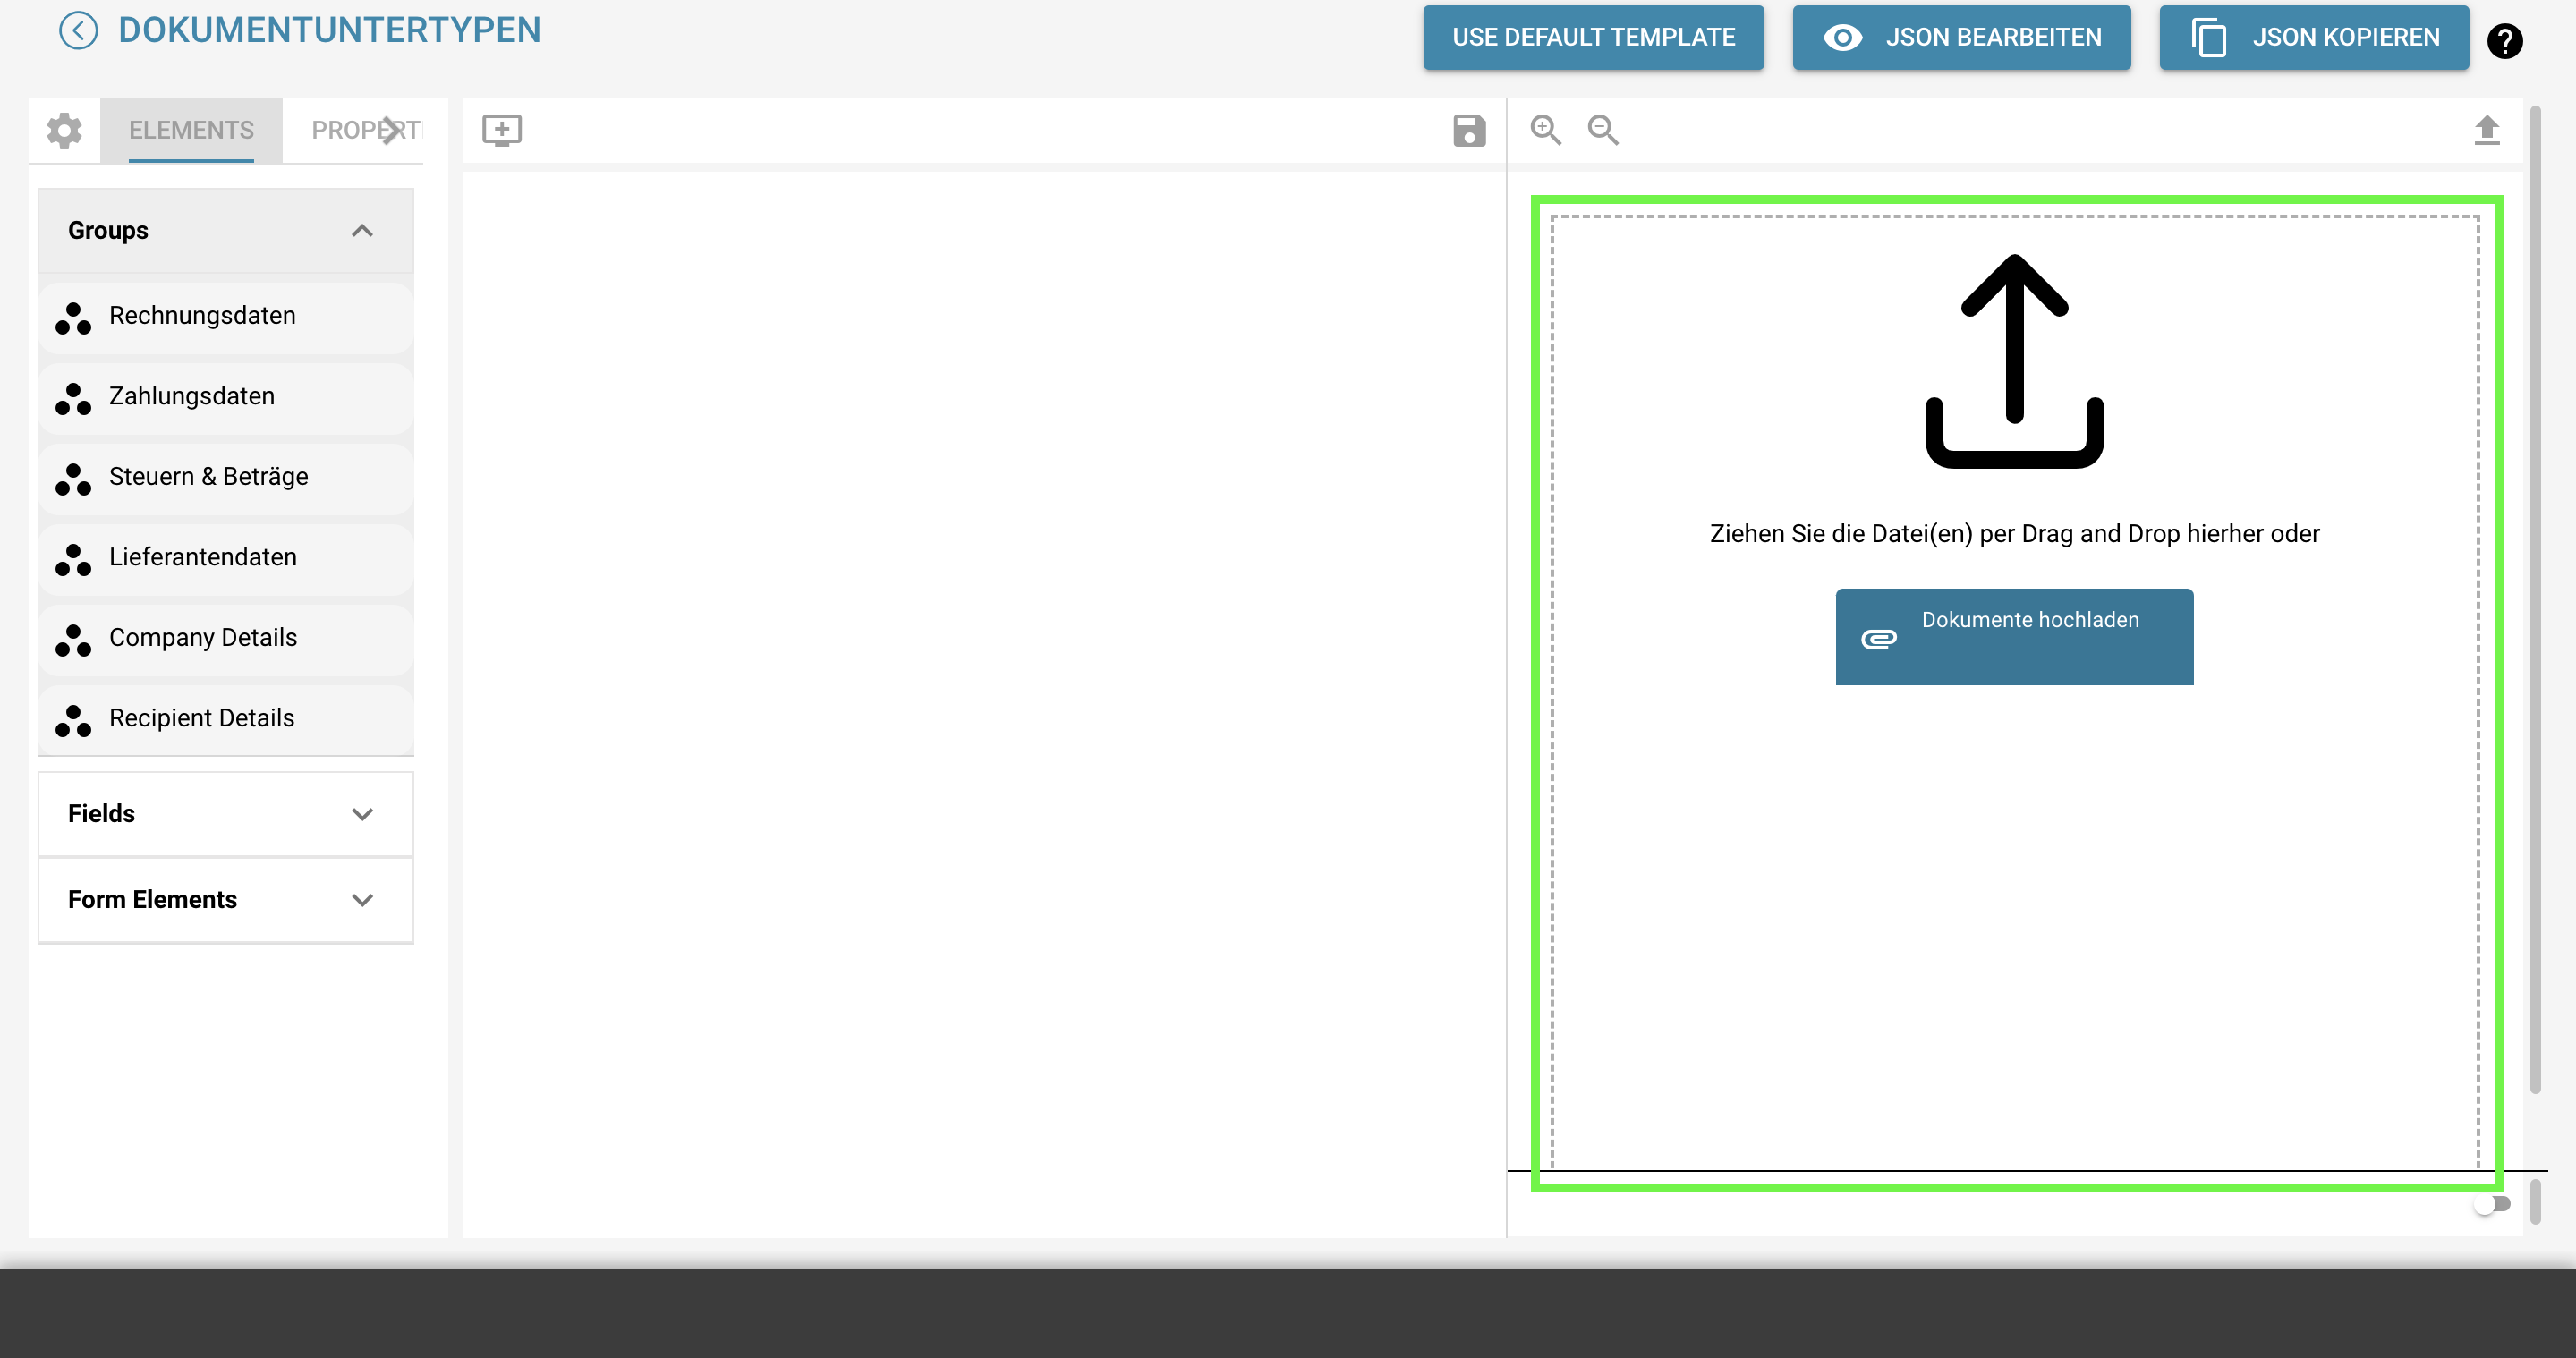 DOKUMENTUNTERTYPEN
USE DEFAULT TEMPLATE
JSON BEARBEITEN
JSON KOPIEREN
ELEMENTS
PROPERT
Groups
Rechnungsdaten
Zahlungsdaten
Steuern & Beträge
Lieferantendaten
Company Details
Recipient Details
Fields
Form Elements
Ziehen Sie die Datei(en) per Drag and Drop hierher oder
Dokumente hochladen